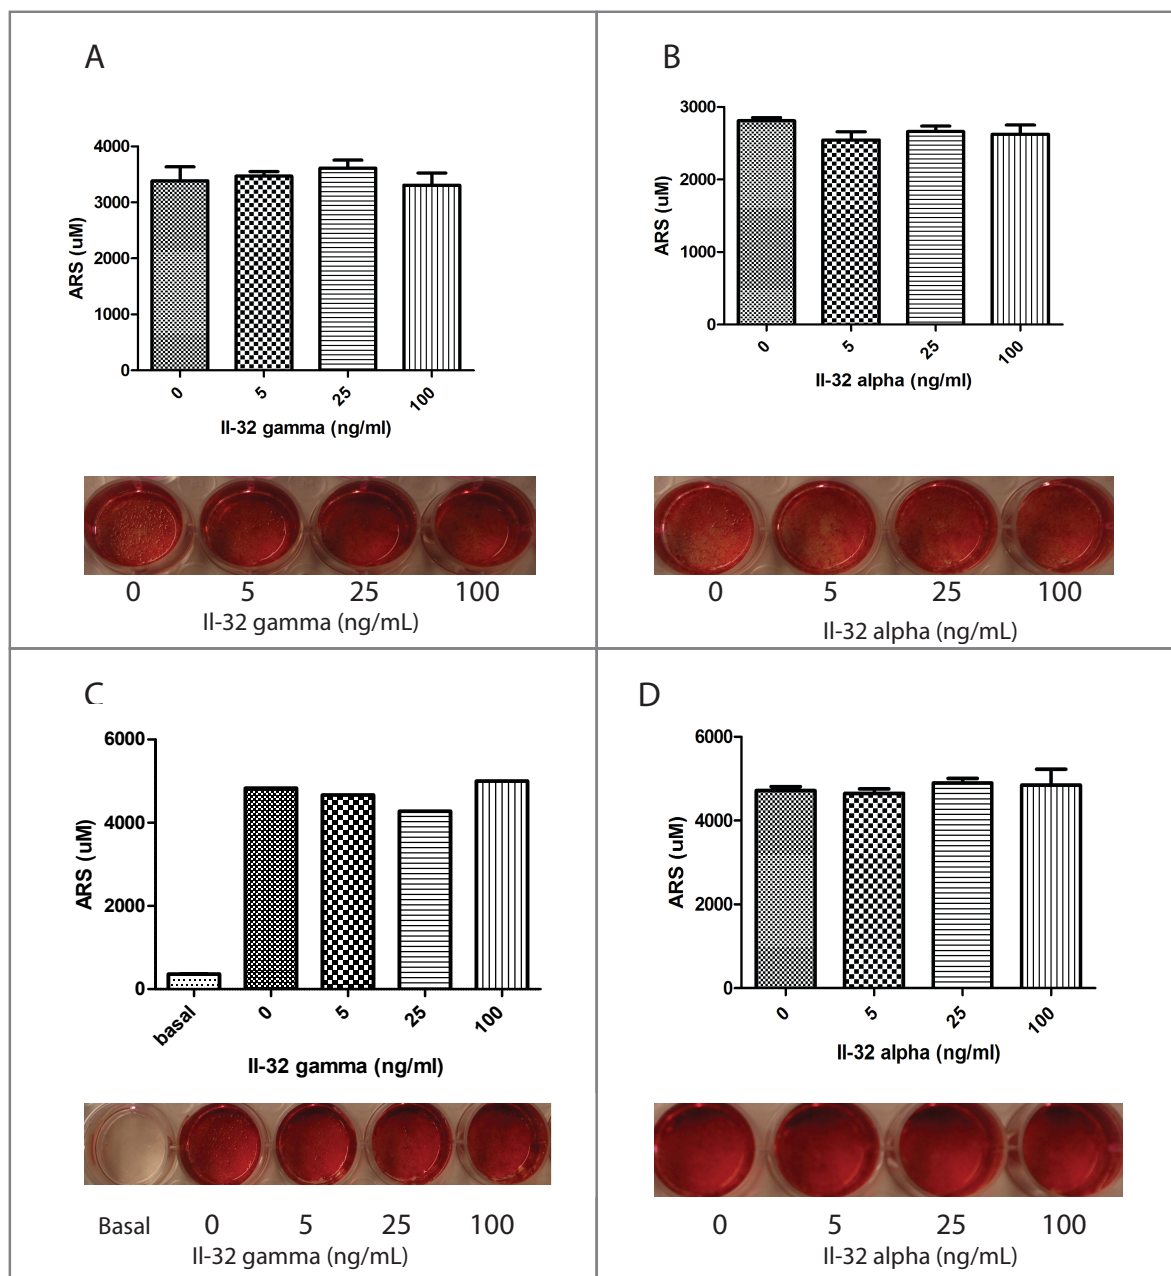 A
ARS (uM)
4000
3000
2000
1000
0
0 5 25 100
Il-32 gamma (ng/ml)
0 5 25 100
Il-32 gamma (ng/mL)
B
ARS (uM)
3000
2000
1000
0
0 5 25 100
Il-32 alpha (ng/ml)
0 5 25 100
Il-32 alpha (ng/mL)
C
ARS (uM)
6000
4000
2000
0
basal 0 5 25 100
Il-32 gamma (ng/ml)
Basal 0 5 25 100
Il-32 gamma (ng/mL)
D
ARS (uM)
6000
4000
2000
0
0 5 25 100
Il-32 alpha (ng/ml)
0 5 25 100
Il-32 alpha (ng/mL)